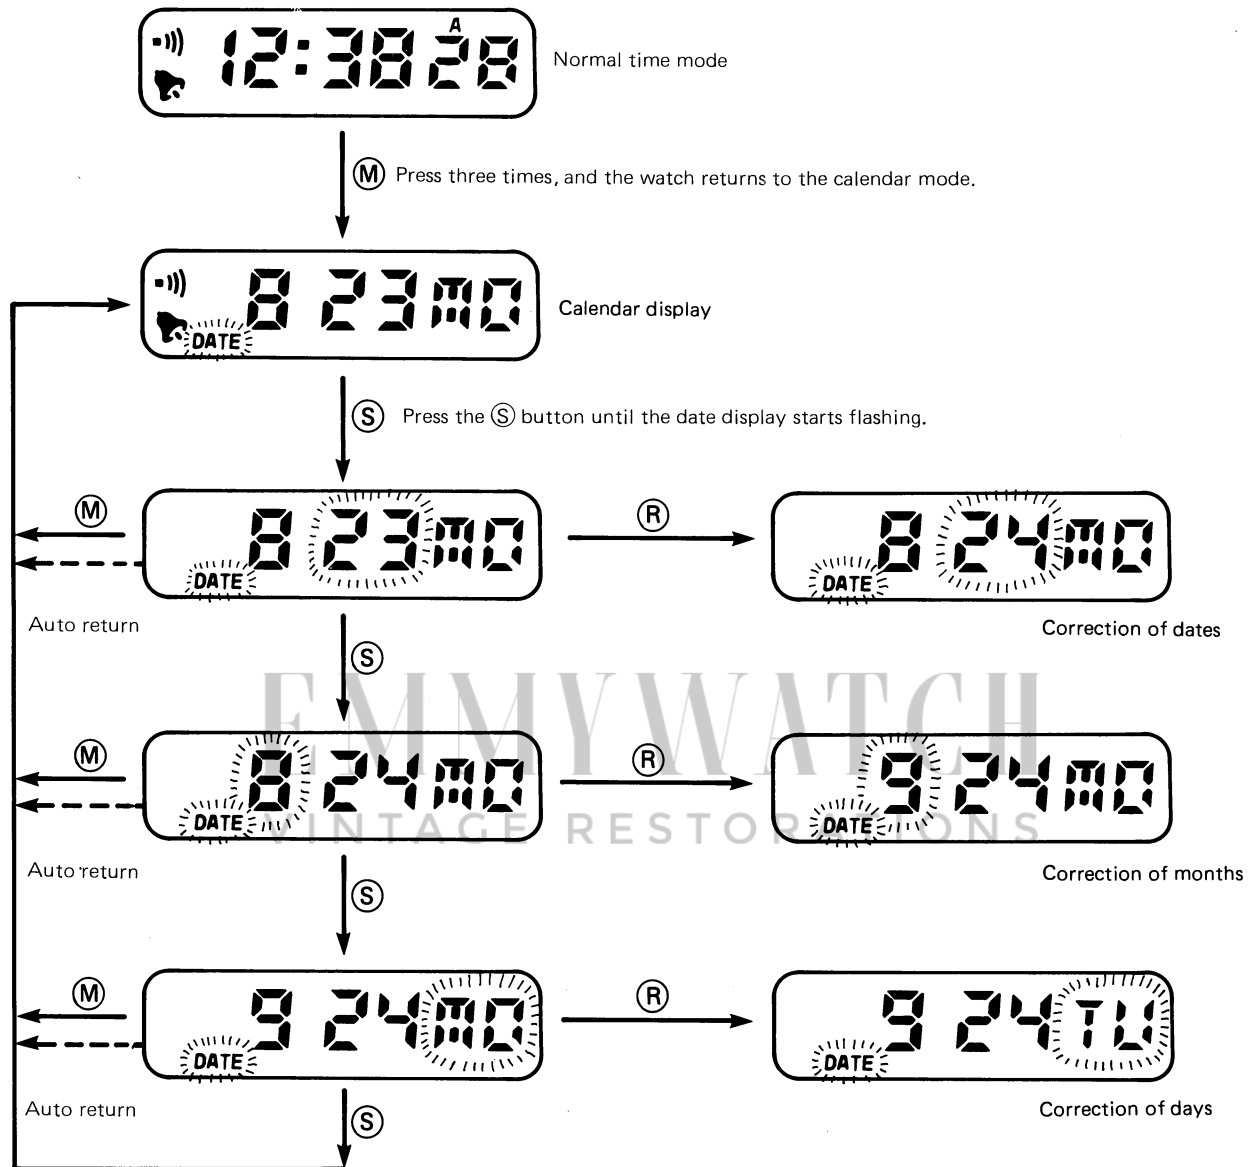 A
12:38 28
Normal time mode
M Press three times, and the watch returns to the calendar mode.
8 23 MO
DATE
Calendar display
S Press the S button until the date display starts flashing.
M
8 23 MO
DATE
R
8 24 MO
DATE
Auto return
Correction of dates
S
EMMYWATCH
M
8 24 MO
DATE
R
9 24 MO
DATE
VINTAGE RESTORATIONS
Auto return
Correction of months
S
M
9 24 MO
DATE
R
9 24 TU
DATE
Auto return
Correction of days
S